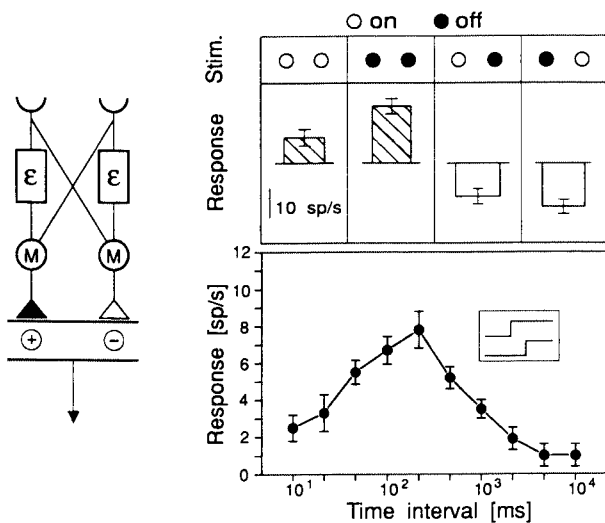 ○ on ● off
Stim.
Response
10 sp/s
ε ε
M M
+ −
Response [sp/s]
12
10
8
6
4
2
0
10¹ 10² 10³ 10⁴
Time interval [ms]